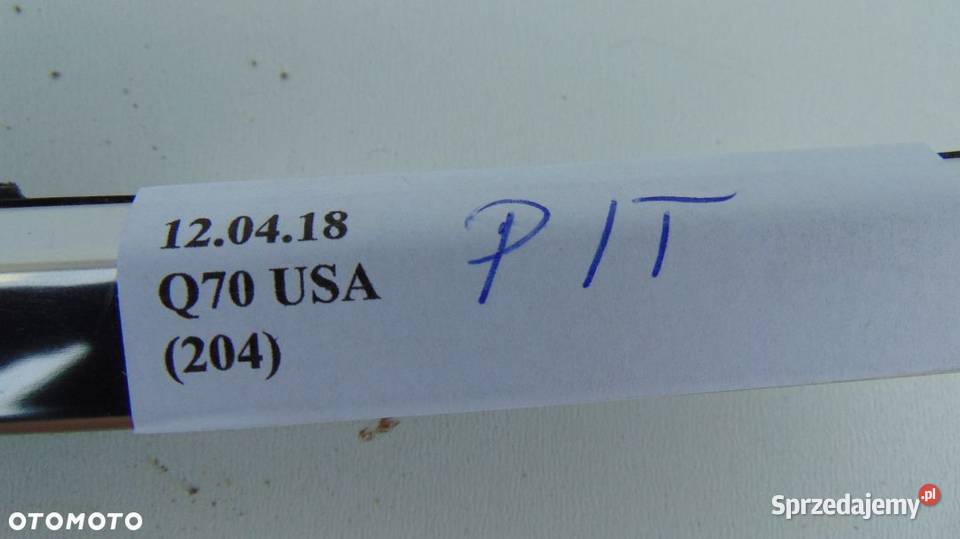 12.04.18
Q70 USA
(204)
P/T
OTOMOTO
Sprzedajemy.pl